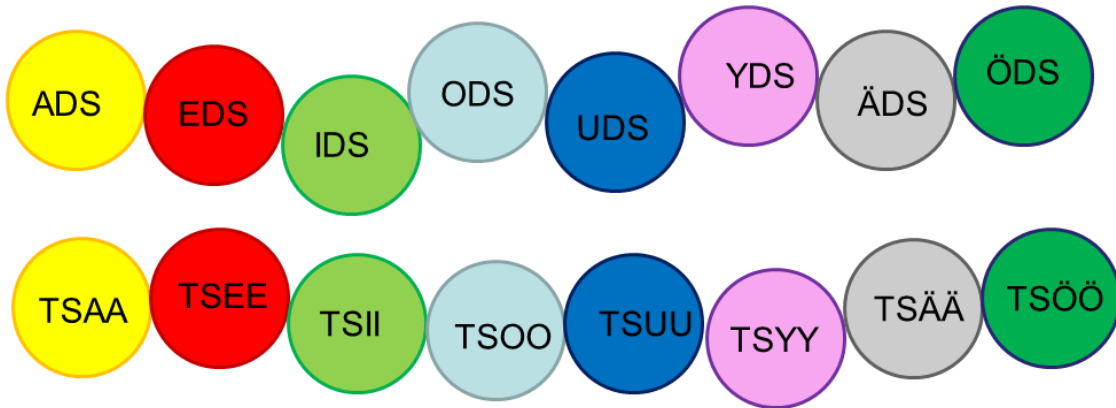 ADS EDS IDS ODS UDS YDS ÄDS ÖDS
TSAA TSEE TSII TSOO TSUU TSYY TSÄÄ TSÖÖ